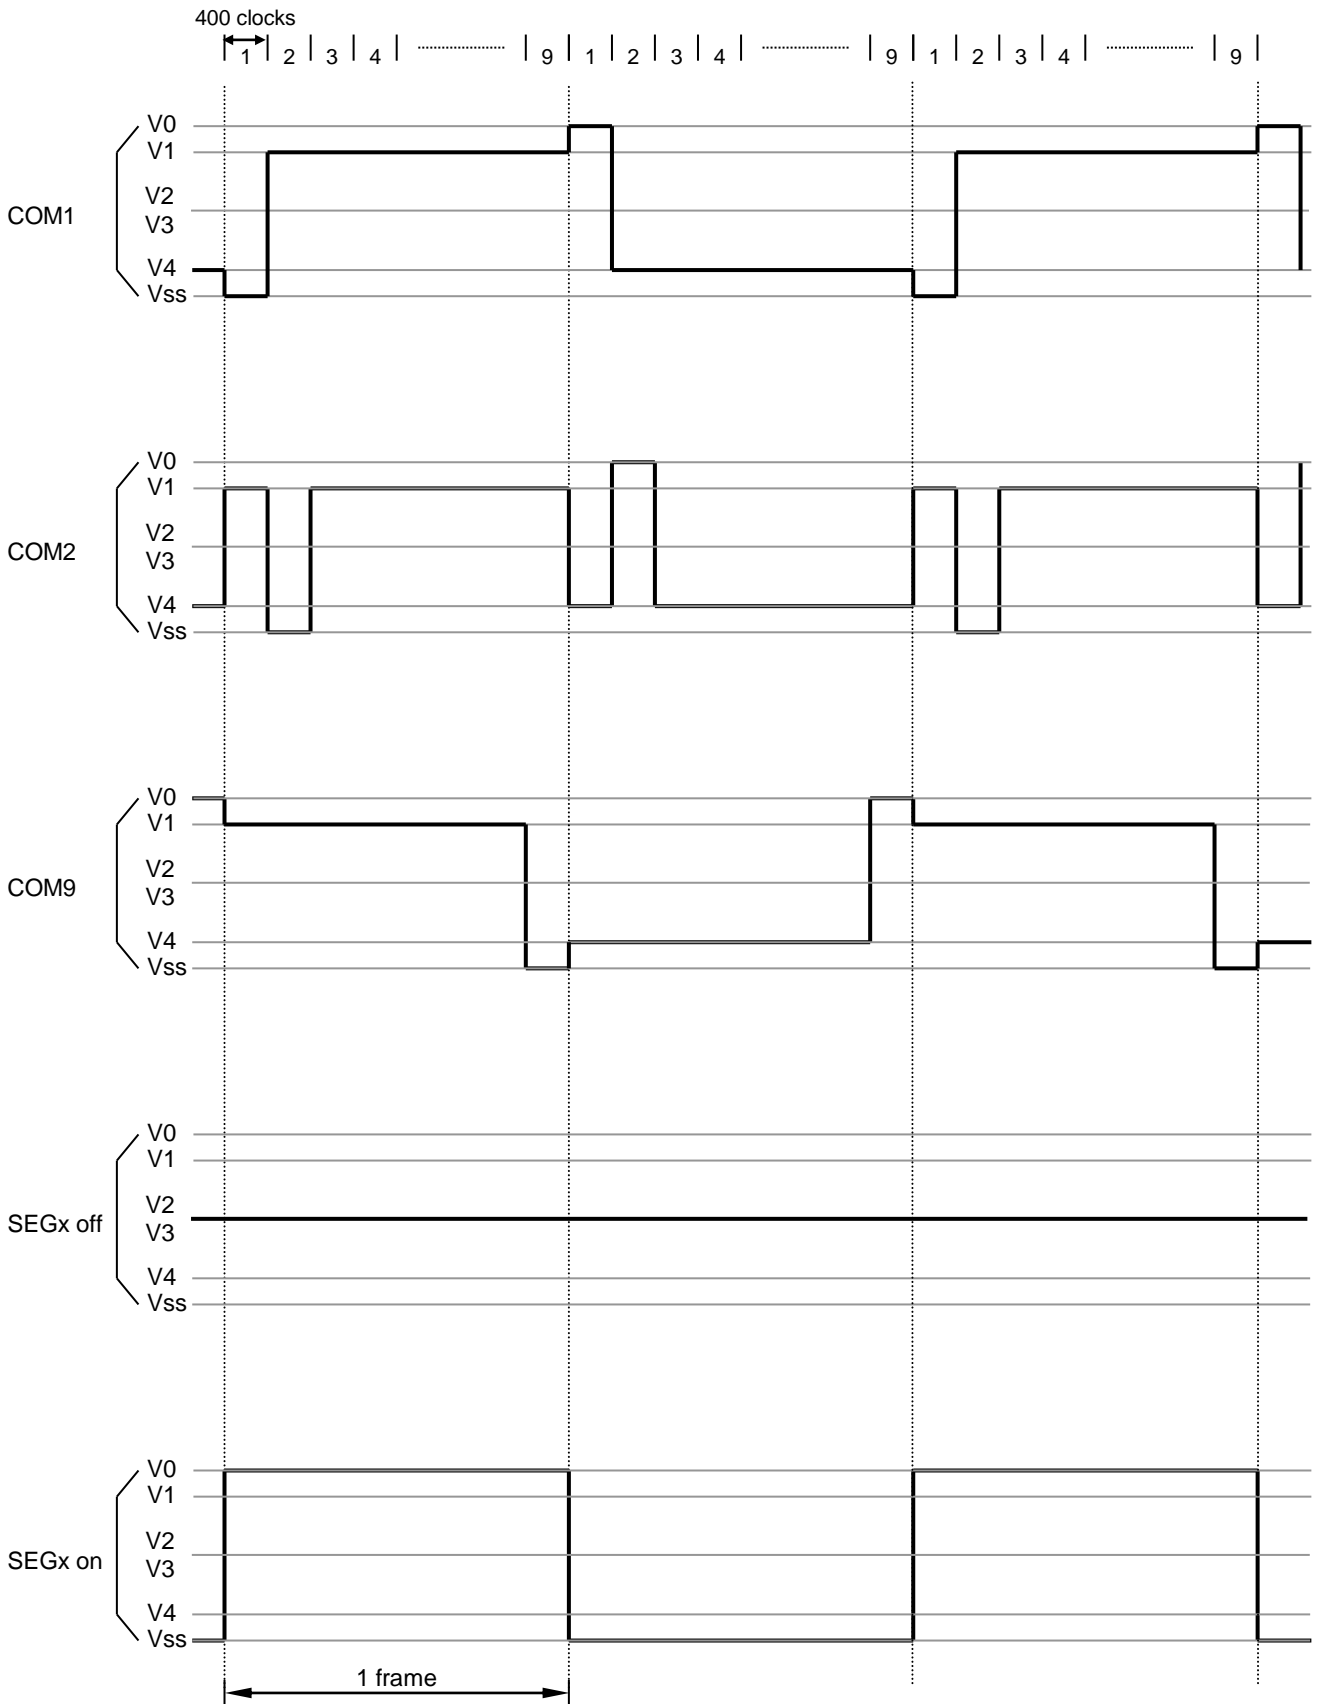 400 clocks
1 2 3 4 ........................ 9 1 2 3 4 ........................ 9 1 2 3 4 ........................ 9
V0
V1
V2
COM1
V3
V4
Vss
V0
V1
V2
COM2
V3
V4
Vss
V0
V1
V2
COM9
V3
V4
Vss
V0
V1
V2
SEGx off
V3
V4
Vss
V0
V1
V2
SEGx on
V3
V4
Vss
1 frame